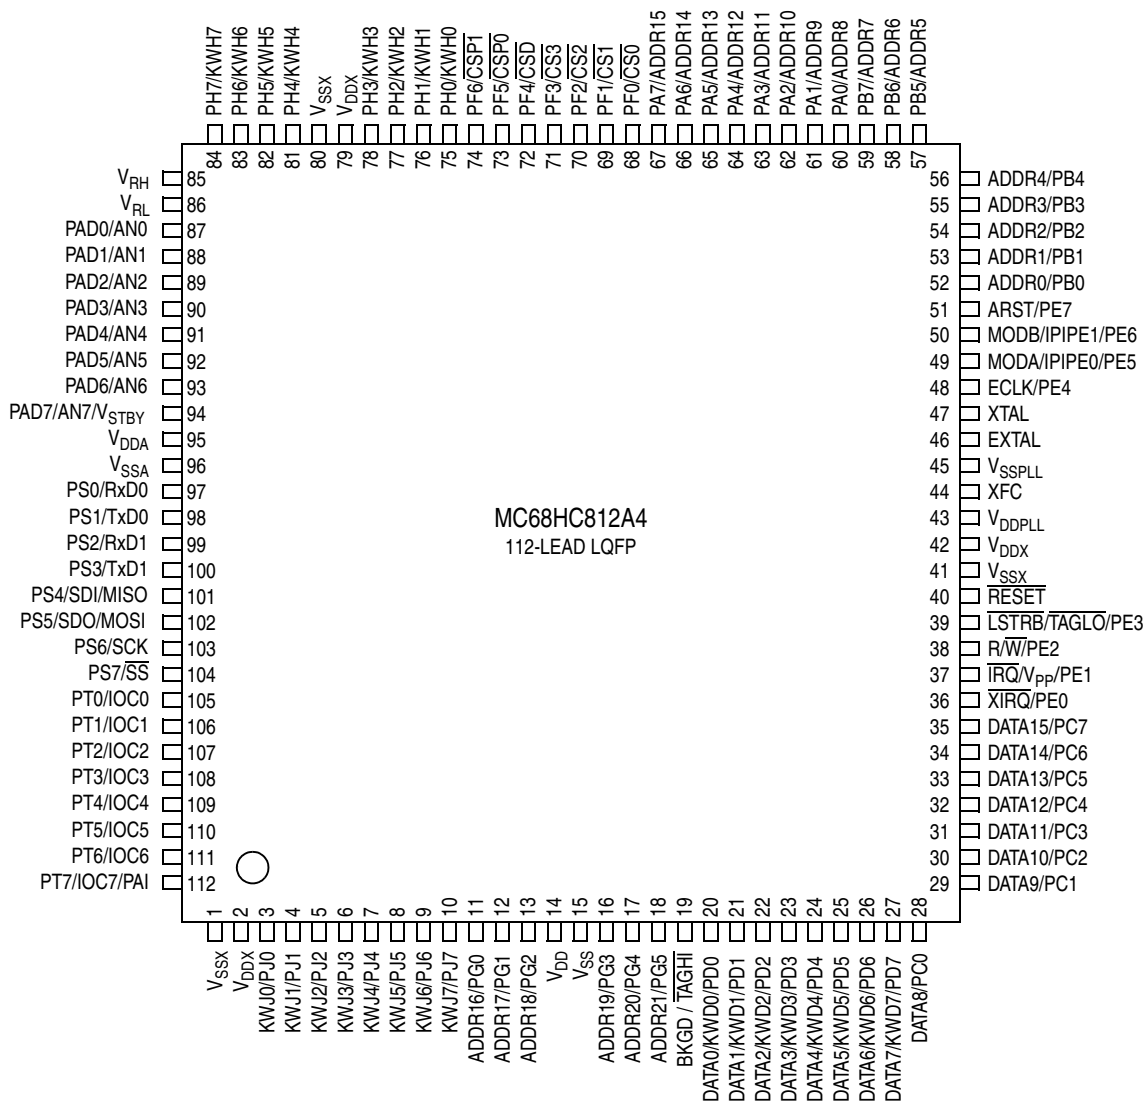 PH7/KWH7
PH6/KWH6
PH5/KWH5
PH4/KWH4
VSSX
VDDX
PH3/KWH3
PH2/KWH2
PH1/KWH1
PH0/KWH0
PF6/CSP1
PF5/CSP0
PF4/CSD
PF3/CS3
PF2/CS2
PF1/CS1
PF0/CS0
PA7/ADDR15
PA6/ADDR14
PA5/ADDR13
PA4/ADDR12
PA3/ADDR11
PA2/ADDR10
PA1/ADDR9
PA0/ADDR8
PB7/ADDR7
PB6/ADDR6
PB5/ADDR5
84 83 82 81 80 79 78 77 76 75 74 73 72 71 70 69 68 67 66 65 64 63 62 61 60 59 58 57
VRH 85
VRL 86
PAD0/AN0 87
PAD1/AN1 88
PAD2/AN2 89
PAD3/AN3 90
PAD4/AN4 91
PAD5/AN5 92
PAD6/AN6 93
PAD7/AN7/VSTBY 94
VDDA 95
VSSA 96
PS0/RxD0 97
PS1/TxD0 98
PS2/RxD1 99
PS3/TxD1 100
PS4/SDI/MISO 101
PS5/SDO/MOSI 102
PS6/SCK 103
PS7/SS 104
PT0/IOC0 105
PT1/IOC1 106
PT2/IOC2 107
PT3/IOC3 108
PT4/IOC4 109
PT5/IOC5 110
PT6/IOC6 111
PT7/IOC7/PAI 112
MC68HC812A4
112-LEAD LQFP
56 ADDR4/PB4
55 ADDR3/PB3
54 ADDR2/PB2
53 ADDR1/PB1
52 ADDR0/PB0
51 ARST/PE7
50 MODB/IPIPE1/PE6
49 MODA/IPIPE0/PE5
48 ECLK/PE4
47 XTAL
46 EXTAL
45 VSSPLL
44 XFC
43 VDDPLL
42 VDDX
41 VSSX
40 RESET
39 LSTRB/TAGLO/PE3
38 R/W/PE2
37 IRQ/VPP/PE1
36 XIRQ/PE0
35 DATA15/PC7
34 DATA14/PC6
33 DATA13/PC5
32 DATA12/PC4
31 DATA11/PC3
30 DATA10/PC2
29 DATA9/PC1
1 2 3 4 5 6 7 8 9 10 11 12 13 14 15 16 17 18 19 20 21 22 23 24 25 26 27 28
VSSX
VDDX
KWJ0/PJ0
KWJ1/PJ1
KWJ2/PJ2
KWJ3/PJ3
KWJ4/PJ4
KWJ5/PJ5
KWJ6/PJ6
KWJ7/PJ7
ADDR16/PG0
ADDR17/PG1
ADDR18/PG2
VDD
VSS
ADDR19/PG3
ADDR20/PG4
ADDR21/PG5
BKGD / TAGHI
DATA0/KWD0/PD0
DATA1/KWD1/PD1
DATA2/KWD2/PD2
DATA3/KWD3/PD3
DATA4/KWD4/PD4
DATA5/KWD5/PD5
DATA6/KWD6/PD6
DATA7/KWD7/PD7
DATA8/PC0